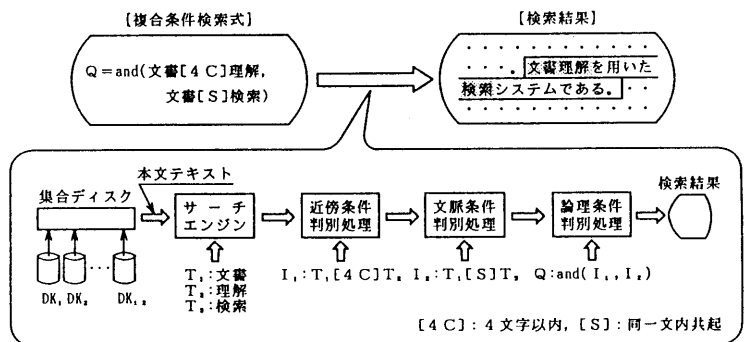 【複合条件検索式】
【検索結果】
Q=and(文書[4C]理解,
文書[S]検索)
・・・・・・・・・・・・
・・・。文書理解を用いた
検索システムである。・・・
・・・・・・・・・・・・
本文テキスト
集合ディスク
サーチ
エンジン
近傍条件
判別処理
文脈条件
判別処理
論理条件
判別処理
検索結果
DK₁ DK₂ ・・・ DK₁₂
T₁:文書
T₂:理解
T₃:検索
I₁:T₁[4C]T₂
I₂:T₁[S]T₃
Q:and(I₁,I₂)
[4C]:4文字以内, [S]:同一文内共起